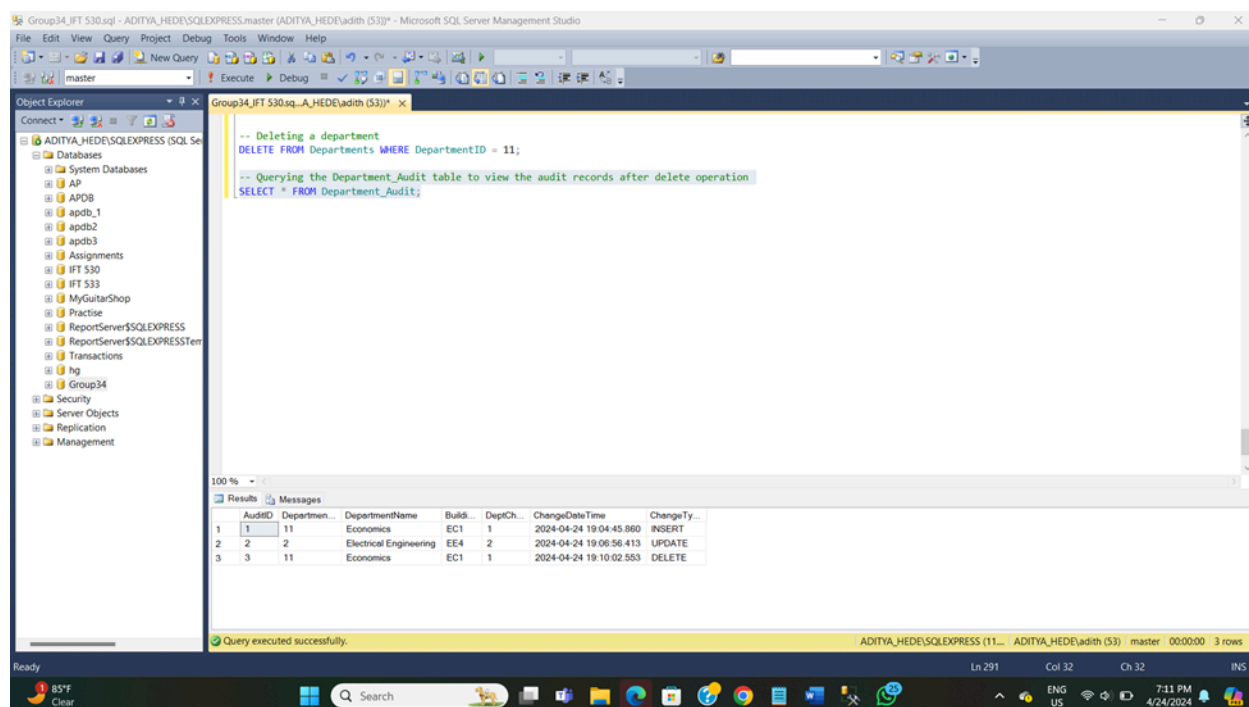 Group34_IFT 530.sql - ADITYA_HEDE\SQLEXPRESS.master (ADITYA_HEDE\adith (53))* - Microsoft SQL Server Management Studio
File Edit View Query Project Debug Tools Window Help
New Query
master Execute Debug
Object Explorer
Group34_IFT 530.sq...A_HEDE\adith (53))*
Connect
ADITYA_HEDE\SQLEXPRESS (SQL Se
Databases
System Databases
AP
APDB
apdb_1
apdb2
apdb3
Assignments
IFT 530
IFT 533
MyGuitarShop
Practise
ReportServer$SQLEXPRESS
ReportServer$SQLEXPRESSTem
Transactions
hg
Group34
Security
Server Objects
Replication
Management
-- Deleting a department
DELETE FROM Departments WHERE DepartmentID = 11;
-- Querying the Department_Audit table to view the audit records after delete operation
SELECT * FROM Department_Audit;
100 %
Results Messages
AuditID Departmen... DepartmentName Buildi... DeptCh... ChangeDateTime ChangeTy...
1 1 11 Economics EC1 1 2024-04-24 19:04:45.860 INSERT
2 2 2 Electrical Engineering EE4 2 2024-04-24 19:06:56.413 UPDATE
3 3 11 Economics EC1 1 2024-04-24 19:10:02.553 DELETE
Query executed successfully. ADITYA_HEDE\SQLEXPRESS (11... ADITYA_HEDE\adith (53) master 00:00:00 3 rows
Ready Ln 291 Col 32 Ch 32 INS
1 85°F
Clear
Search
25
ENG
US
7:11 PM
4/24/2024